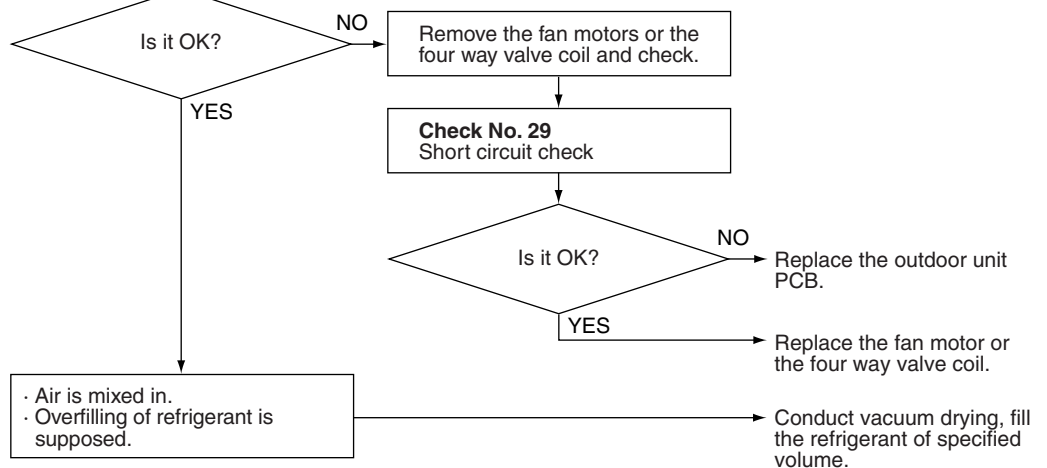 Is it OK?
NO
Remove the fan motors or the
four way valve coil and check.
YES
Check No. 29
Short circuit check
Is it OK?
NO
Replace the outdoor unit
PCB.
YES
Replace the fan motor or
the four way valve coil.
· Air is mixed in.
· Overfilling of refrigerant is
supposed.
Conduct vacuum drying, fill
the refrigerant of specified
volume.